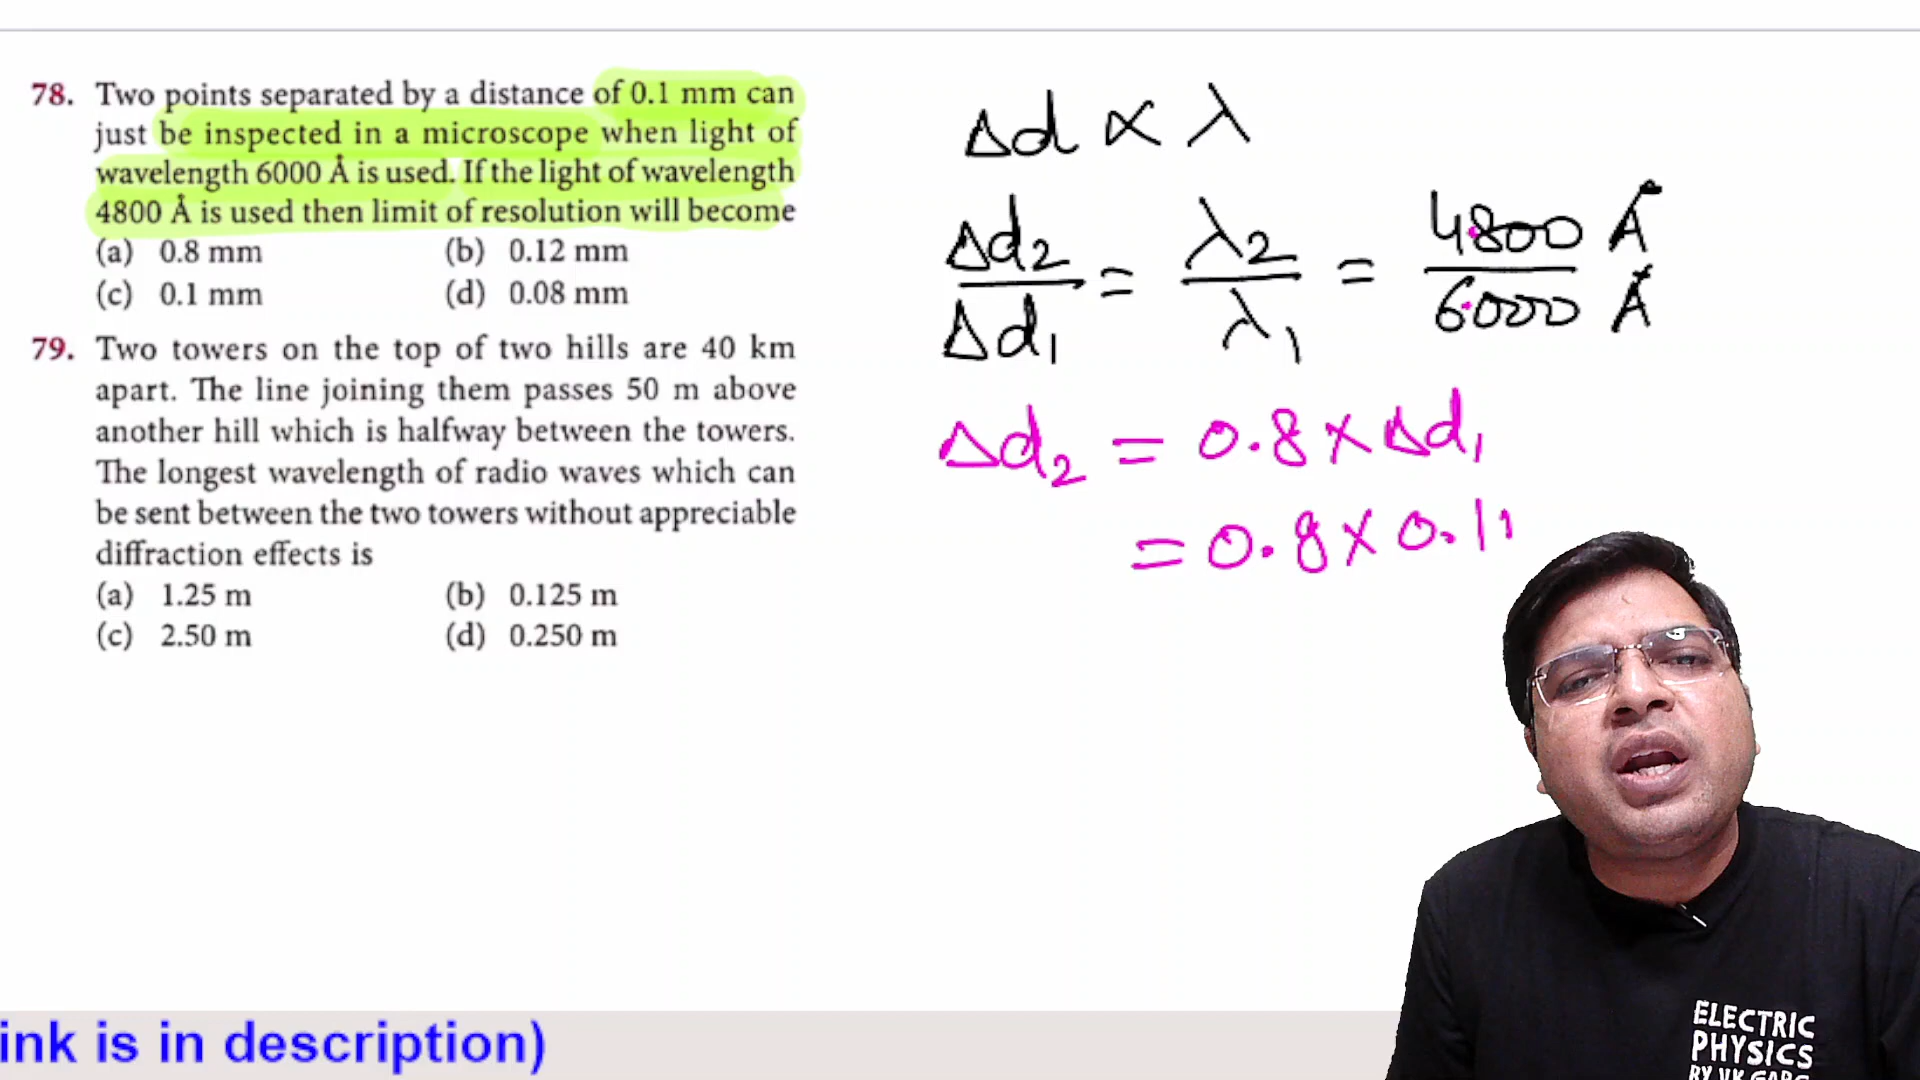 78. Two points separated by a distance of 0.1 mm can
just be inspected in a microscope when light of
wavelength 6000 Å is used. If the light of wavelength
4800 Å is used then limit of resolution will become
(a) 0.8 mm (b) 0.12 mm
(c) 0.1 mm (d) 0.08 mm
79. Two towers on the top of two hills are 40 km
apart. The line joining them passes 50 m above
another hill which is halfway between the towers.
The longest wavelength of radio waves which can
be sent between the two towers without appreciable
diffraction effects is
(a) 1.25 m (b) 0.125 m
(c) 2.50 m (d) 0.250 m
Δd ∝ λ
Δd₂/Δd₁ = λ₂/λ₁ = 4800 Å/6000 Å
Δd₂ = 0.8 × Δd₁
= 0.8 × 0.1
ELECTRIC
PHYSICS
BY V.K. GARG
ink is in description)